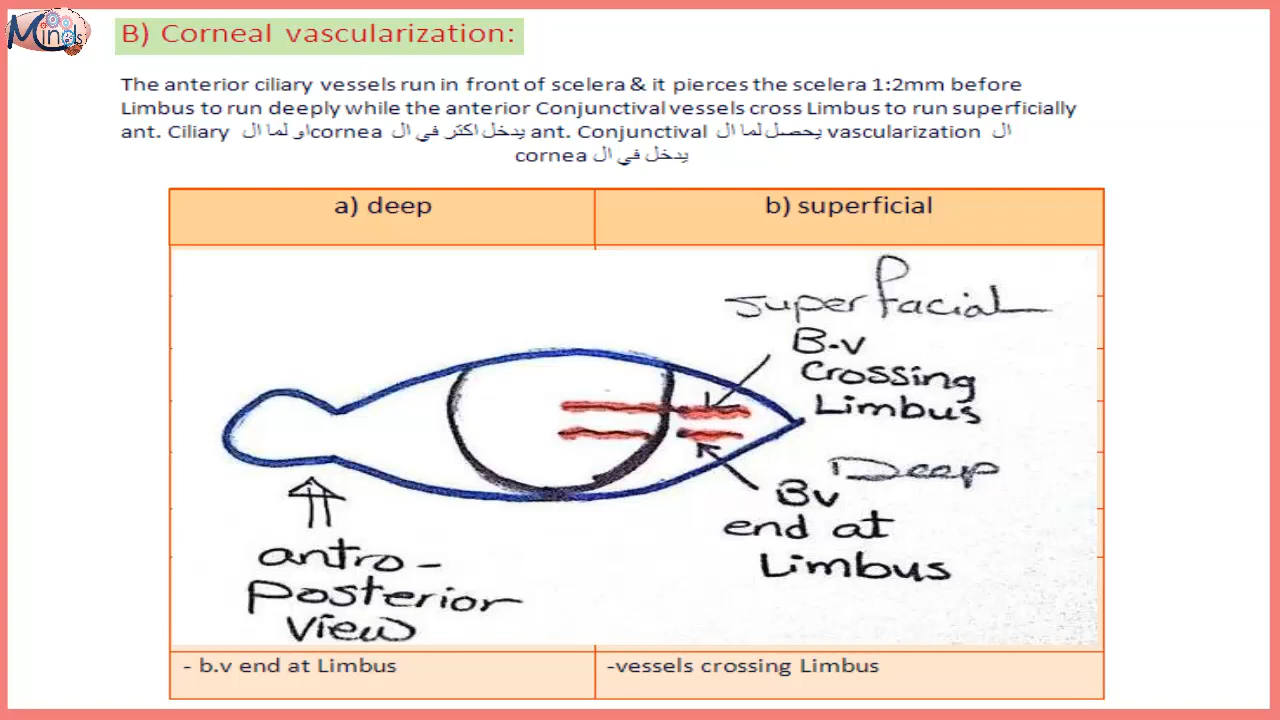 Minds
B) Corneal vascularization:
The anterior ciliary vessels run in front of scelera & it pierces the scelera 1:2mm before
Limbus to run deeply while the anterior Conjunctival vessels cross Limbus to run superficially
ant. Ciliary او لما ال cornea يدخل اكتر في ال ant. Conjunctival يحصل لما ال vascularization ال
cornea يدخل في ال
a) deep
b) superficial
superfacial
B-v
crossing
Limbus
Deep
Bv
end at
Limbus
antro-
posterior
view
- b.v end at Limbus
-vessels crossing Limbus